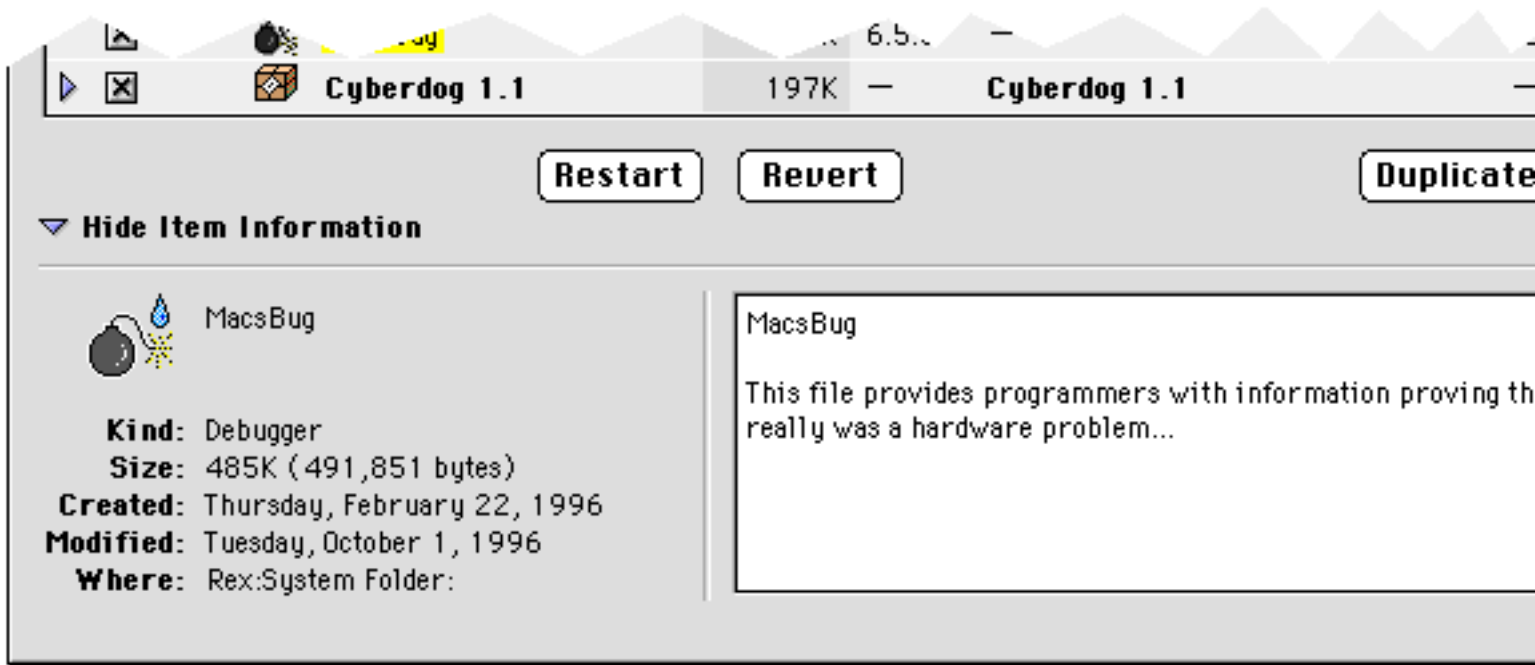 6.5. —
Cyberdog 1.1 197K — Cyberdog 1.1 —
Restart Revert Duplicate
Hide Item Information
MacsBug
Kind: Debugger
Size: 485K (491,851 bytes)
Created: Thursday, February 22, 1996
Modified: Tuesday, October 1, 1996
Where: Rex:System Folder:
MacsBug
This file provides programmers with information proving th
really was a hardware problem...